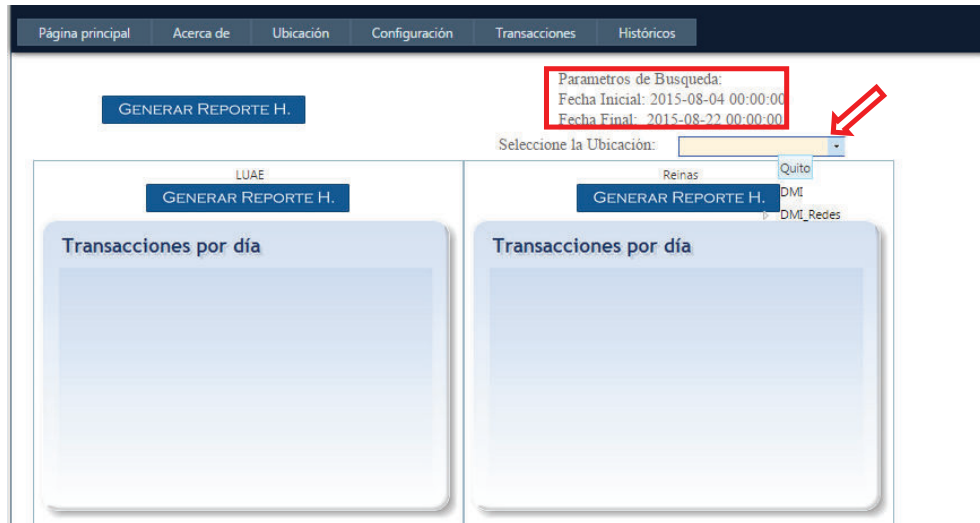 Página principal Acerca de Ubicación Configuración Transacciones Históricos
Parametros de Busqueda:
GENERAR REPORTE H.
Fecha Inicial: 2015-08-04 00:00:00
Fecha Final: 2015-08-22 00:00:00
Seleccione la Ubicación:
Quito
DMI
DMI_Redes
LUAE
GENERAR REPORTE H.
Transacciones por día
Reinas
GENERAR REPORTE H.
Transacciones por día